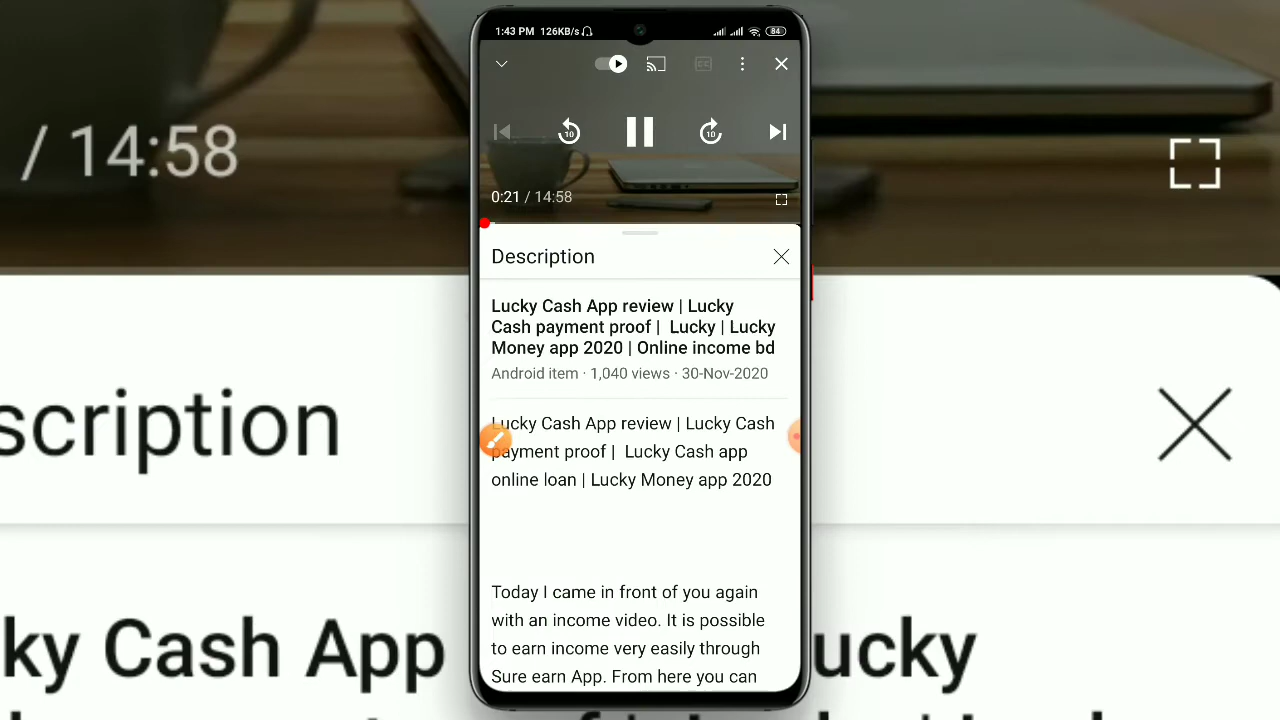 1:43 PM 126KB/s
84
10
10
0:21 / 14:58
Description
Lucky Cash App review | Lucky
Cash payment proof | Lucky | Lucky
Money app 2020 | Online income bd
Android item · 1,040 views · 30-Nov-2020
Lucky Cash App review | Lucky Cash
payment proof | Lucky Cash app
online loan | Lucky Money app 2020
Today I came in front of you again
with an income video. It is possible
to earn income very easily through
Sure earn App. From here you can
/ 14:58
scription
ky Cash App
ucky